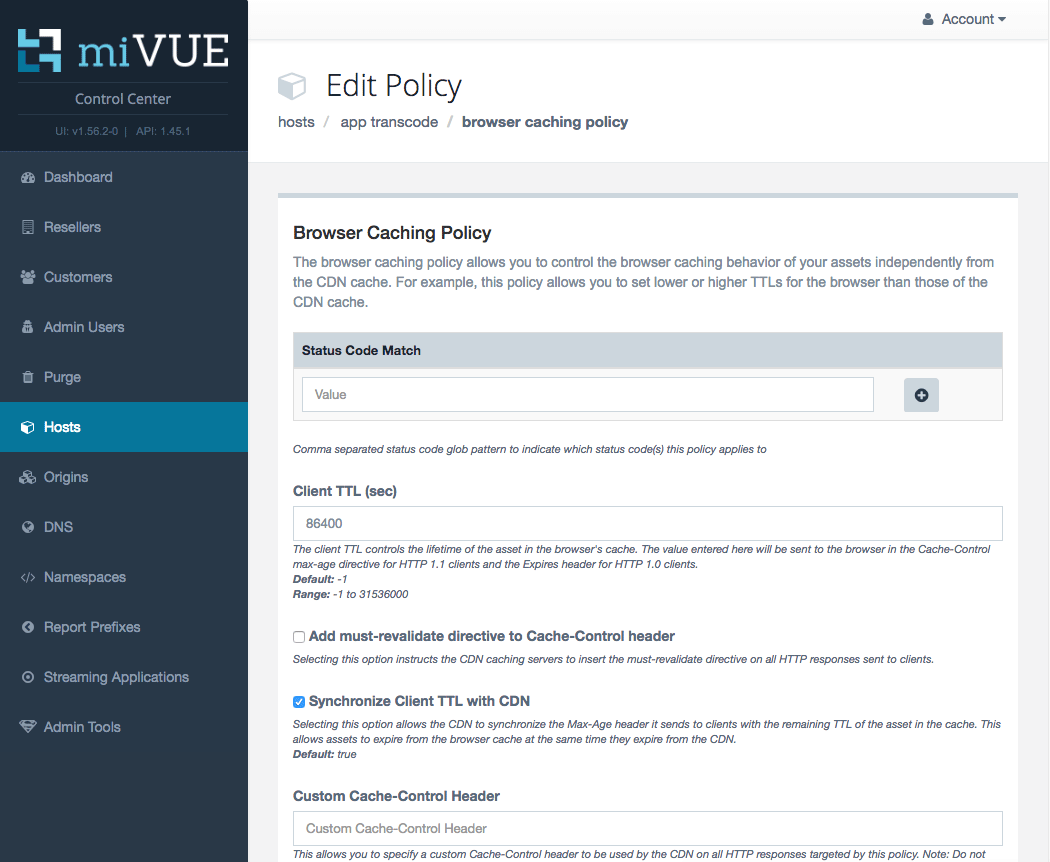 Account
miVUE
Control Center
UI: v1.56.2-0 | API: 1.45.1
Edit Policy
hosts / app transcode / browser caching policy
Dashboard
Resellers
Customers
Admin Users
Purge
Hosts
Origins
DNS
Namespaces
Report Prefixes
Streaming Applications
Admin Tools
Browser Caching Policy
The browser caching policy allows you to control the browser caching behavior of your assets independently from
the CDN cache. For example, this policy allows you to set lower or higher TTLs for the browser than those of the
CDN cache.
Status Code Match
Value
Comma separated status code glob pattern to indicate which status code(s) this policy applies to
Client TTL (sec)
86400
The client TTL controls the lifetime of the asset in the browser's cache. The value entered here will be sent to the browser in the Cache-Control
max-age directive for HTTP 1.1 clients and the Expires header for HTTP 1.0 clients.
Default: -1
Range: -1 to 31536000
Add must-revalidate directive to Cache-Control header
Selecting this option instructs the CDN caching servers to insert the must-revalidate directive on all HTTP responses sent to clients.
Synchronize Client TTL with CDN
Selecting this option allows the CDN to synchronize the Max-Age header it sends to clients with the remaining TTL of the asset in the cache. This
allows assets to expire from the browser cache at the same time they expire from the CDN.
Default: true
Custom Cache-Control Header
Custom Cache-Control Header
This allows you to specify a custom Cache-Control header to be used by the CDN on all HTTP responses targeted by this policy. Note: Do not